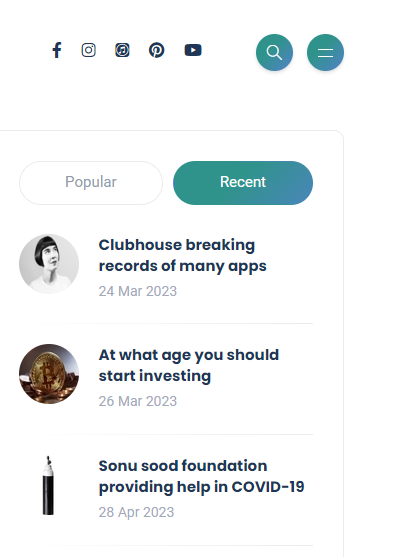 Popular
Recent
Clubhouse breaking
records of many apps
24 Mar 2023
At what age you should
start investing
26 Mar 2023
Sonu sood foundation
providing help in COVID-19
28 Apr 2023